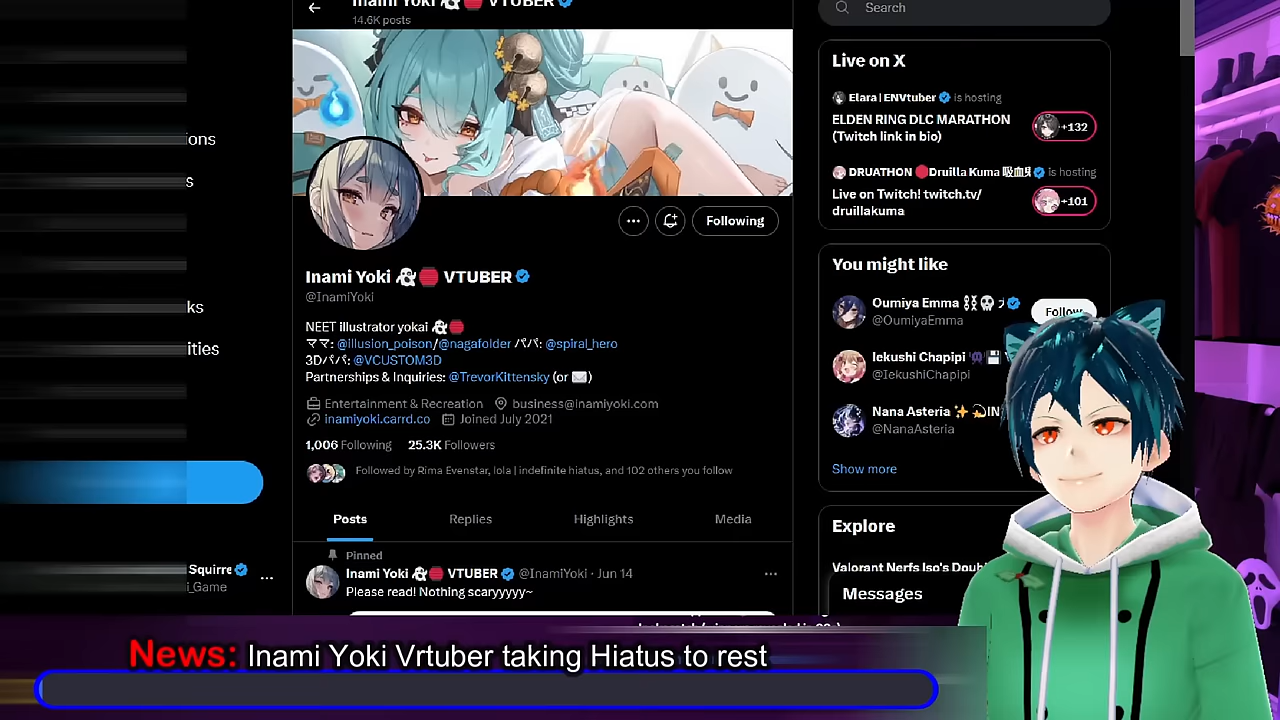 Inami Yoki VTUBER
14.6K posts
Following
Inami Yoki VTUBER
@InamiYoki
NEET illustrator yokai
ママ: @illusion_poison/@nagafolder パパ: @spiral_hero
3Dパパ: @VCUSTOM3D
Partnerships & Inquiries: @TrevorKittensky (or ✉)
Entertainment & Recreation business@inamiyoki.com
inamiyoki.carrd.co Joined July 2021
1,006 Following 25.3K Followers
Followed by Rima Evenstar, lola | indefinite hiatus, and 102 others you follow
Posts Replies Highlights Media
Pinned
Inami Yoki VTUBER @InamiYoki · Jun 14
Please read! Nothing scaryyyyy~
ions
s
ks
ities
Squirre
i_Game
Search
Live on X
Elara | ENVtuber is hosting
ELDEN RING DLC MARATHON
(Twitch link in bio)
+132
DRUATHON Druilla Kuma is hosting
Live on Twitch! twitch.tv/
druillakuma
+101
You might like
Oumiya Emma
@OumiyaEmma
Follow
Iekushi Chapipi
@IekushiChapipi
Nana Asteria IN
@NanaAsteria
Show more
Explore
Valorant Nerfs Iso's Doub
Messages
News: Inami Yoki Vrtuber taking Hiatus to rest